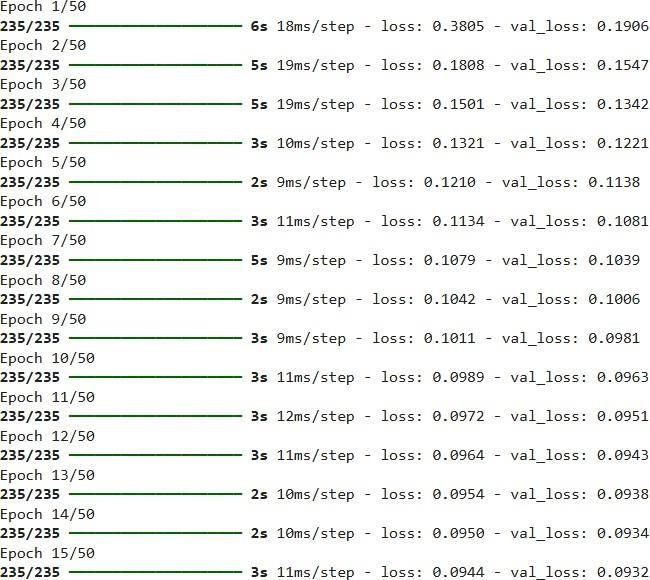 Epoch 1/50
235/235 6s 18ms/step - loss: 0.3805 - val_loss: 0.1906
Epoch 2/50
235/235 5s 19ms/step - loss: 0.1808 - val_loss: 0.1547
Epoch 3/50
235/235 5s 19ms/step - loss: 0.1501 - val_loss: 0.1342
Epoch 4/50
235/235 3s 10ms/step - loss: 0.1321 - val_loss: 0.1221
Epoch 5/50
235/235 2s 9ms/step - loss: 0.1210 - val_loss: 0.1138
Epoch 6/50
235/235 3s 11ms/step - loss: 0.1134 - val_loss: 0.1081
Epoch 7/50
235/235 5s 9ms/step - loss: 0.1079 - val_loss: 0.1039
Epoch 8/50
235/235 2s 9ms/step - loss: 0.1042 - val_loss: 0.1006
Epoch 9/50
235/235 3s 9ms/step - loss: 0.1011 - val_loss: 0.0981
Epoch 10/50
235/235 3s 11ms/step - loss: 0.0989 - val_loss: 0.0963
Epoch 11/50
235/235 3s 12ms/step - loss: 0.0972 - val_loss: 0.0951
Epoch 12/50
235/235 3s 11ms/step - loss: 0.0964 - val_loss: 0.0943
Epoch 13/50
235/235 2s 10ms/step - loss: 0.0954 - val_loss: 0.0938
Epoch 14/50
235/235 2s 10ms/step - loss: 0.0950 - val_loss: 0.0934
Epoch 15/50
235/235 3s 11ms/step - loss: 0.0944 - val_loss: 0.0932